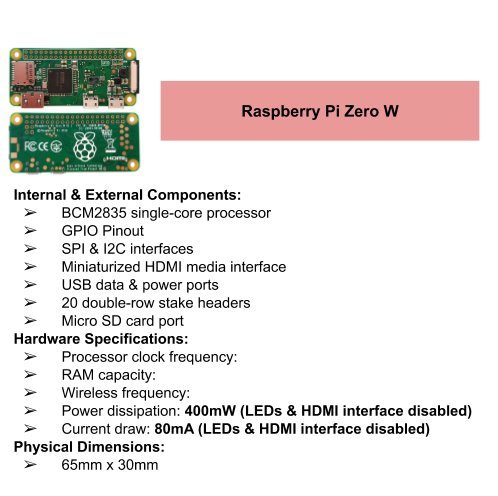 Raspberry Pi Zero W
HDMI
Internal & External Components:
➢ BCM2835 single-core processor
➢ GPIO Pinout
➢ SPI & I2C interfaces
➢ Miniaturized HDMI media interface
➢ USB data & power ports
➢ 20 double-row stake headers
➢ Micro SD card port
Hardware Specifications:
➢ Processor clock frequency:
➢ RAM capacity:
➢ Wireless frequency:
➢ Power dissipation: 400mW (LEDs & HDMI interface disabled)
➢ Current draw: 80mA (LEDs & HDMI interface disabled)
Physical Dimensions:
➢ 65mm x 30mm